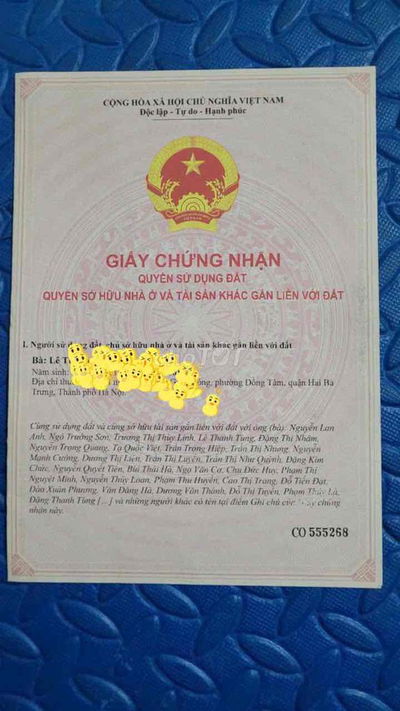 CỘNG HÒA XÃ HỘI CHỦ NGHĨA VIỆT NAM
Độc lập - Tự do - Hạnh phúc
GIẤY CHỨNG NHẬN
QUYỀN SỬ DỤNG ĐẤT
QUYỀN SỞ HỮU NHÀ Ở VÀ TÀI SẢN KHÁC GẮN LIỀN VỚI ĐẤT
I. Người sử đất, chủ sở hữu nhà ở và tài sản khác gắn liền với đất
Bà: Lê
Năm sinh:
Địa chỉ phường Đồng Tâm, quận Hai Bà
Trưng, Thành phố Hà Nội
Cùng sử dụng đất và cùng sở hữu tài sản gắn liền với đất với ông (bà): Nguyễn Lan
Anh, Ngô Trường Sơn, Trương Thị Thùy Linh, Lê Thanh Tùng, Đặng Thị Nhâm,
Nguyễn Trọng Quang, Tạ Quốc Việt, Trần Trọng Hiệp, Trần Thị Nhung, Nguyễn
Mạnh Cường, Dương Thị Liên, Trần Thị Luyến, Trần Thị Như Quỳnh, Đặng Kim
Chức, Nguyễn Quyết Tiến, Bùi Thúy Hà, Ngô Văn Cơ, Chu Đức Huy, Phạm Thị
Nguyệt Minh, Nguyễn Thúy Loan, Phạm Thu Huyền, Cao Thị Trang, Đỗ Tiến Đạt,
Đào Xuân Phương, Văn Đăng Hà, Dương Văn Thành, Đỗ Thị Tuyến, Phạm Thúy Là,
Đặng Thanh Tùng [...] và những người khác có tên tại điểm Ghi chú của chứng
nhận này.
CO 555268